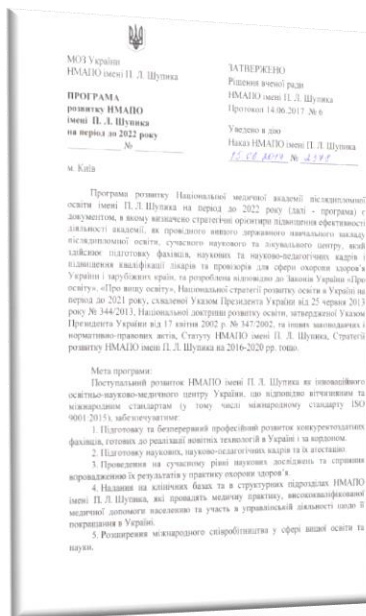 МОЗ України
НМАПО імені П. Л. Шупика
ПРОГРАМА
розвитку НМАПО
імені П. Л. Шупика
на період до 2022 року
№
ЗАТВЕРДЖЕНО
Рішення вченої ради
НМАПО імені П. Л. Шупика
Протокол 14.06.2017 № 6
Уведено в дію
Наказ НМАПО імені П. Л. Шупика
№
м. Київ
Програма розвитку Національної медичної академії післядипломної
освіти імені П. Л. Шупика на період до 2022 року (далі - програма) є
документом, в якому визначено стратегічні орієнтири підвищення ефективності
діяльності академії, як провідного вищого державного навчального закладу
післядипломної освіти, сучасного наукового та лікувального центру, який
здійснює підготовку фахівців, наукових та науково-педагогічних кадрів і
підвищення кваліфікації лікарів та провізорів для сфери охорони здоров'я
України і зарубіжних країн, та розроблена відповідно до Законів України «Про
освіту», «Про вищу освіту», Національної стратегії розвитку освіти в Україні на
період до 2021 року, схваленої Указом Президента України від 25 червня 2013
року № 344/2013, Національної доктрини розвитку освіти, затвердженої Указом
Президента України від 17 квітня 2002 р. № 347/2002, та інших законодавчих і
нормативно-правових актів, Статуту НМАПО імені П. Л. Шупика, Стратегії
розвитку НМАПО імені П. Л. Шупика на 2016-2020 рр. тощо.
Мета програми:
Поступальний розвиток НМАПО імені П. Л. Шупика як інноваційного
освітньо-науково-медичного центру України, що відповідно вітчизняним та
міжнародним стандартам (у тому числі міжнародному стандарту ISO
9001:2015), забезпечуватиме:
1. Підготовку та безперервний професійний розвиток конкурентоздатних
фахівців, готових до реалізації новітніх технологій в Україні і за кордоном.
2. Підготовку наукових, науково-педагогічних кадрів та їх атестацію.
3. Проведення на сучасному рівні наукових досліджень та сприяння
впровадженню їх результатів у практику охорони здоров'я.
4. Надання на клінічних базах та в структурних підрозділах НМАПО
імені П. Л. Шупика, які провадять медичну практику, висококваліфікованої
медичної допомоги населенню та участь в управлінській діяльності щодо її
покращання в Україні.
5. Розширення міжнародного співробітництва у сфері вищої освіти та
науки.